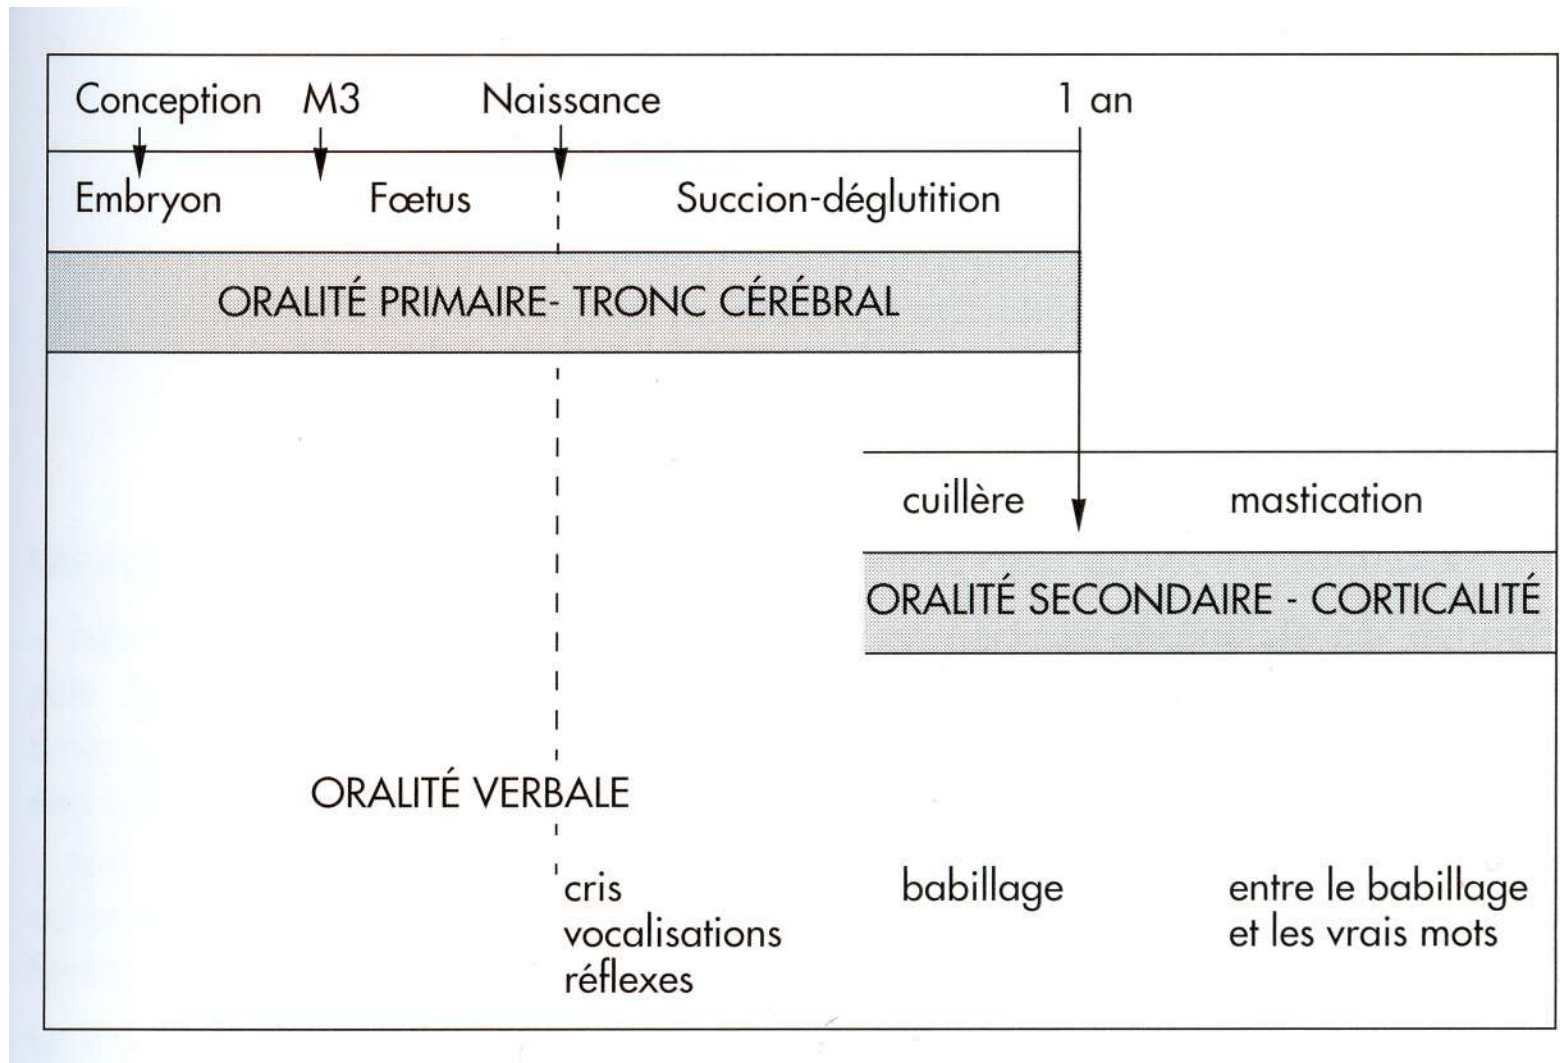 Conception M3 Naissance 1 an
Embryon Fœtus Succion-déglutition
ORALITÉ PRIMAIRE- TRONC CÉRÉBRAL
cuillère mastication
ORALITÉ SECONDAIRE - CORTICALITÉ
ORALITÉ VERBALE
cris babillage entre le babillage
vocalisations et les vrais mots
réflexes